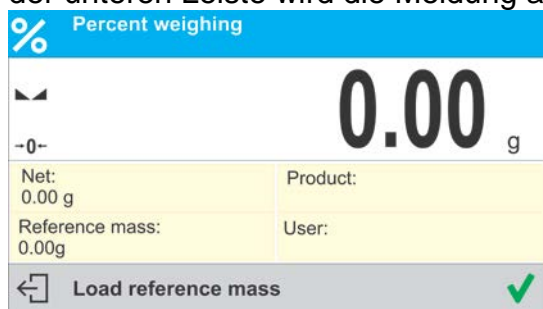 der unteren Leiste wird die Meldung a
% Percent weighing
0.00 g
→0←
Net:
0.00 g
Product:
Reference mass:
0.00g
User:
Load reference mass